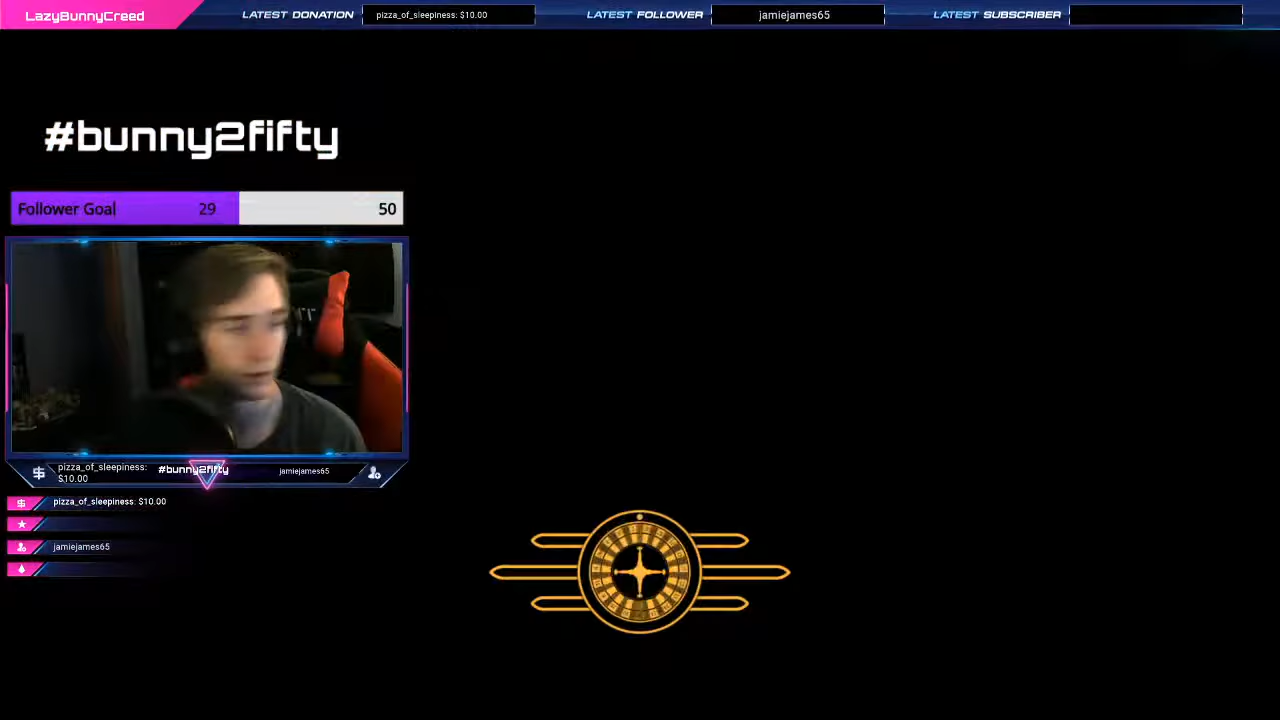 LazyBunnyCreed
LATEST DONATION
pizza_of_sleepiness: $10.00
LATEST FOLLOWER
jamiejames65
LATEST SUBSCRIBER
#bunny2fifty
Follower Goal
29
50
pizza_of_sleepiness:
$10.00
#bunny2fifty
jamiejames65
pizza_of_sleepiness: $10.00
jamiejames65